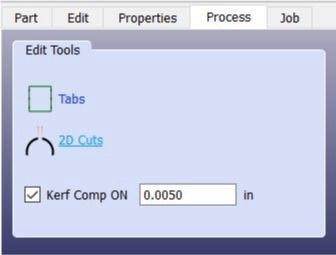 Part Edit Properties Process Job
Edit Tools
Tabs
2D Cuts
Kerf Comp ON 0.0050 in